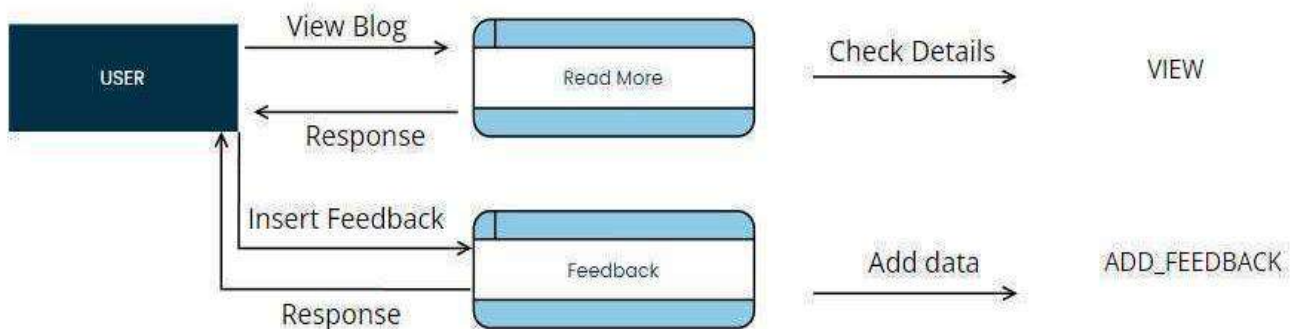 View Blog
USER
Read More
Check Details
VIEW
Response
Insert Feedback
Feedback
Add data
ADD_FEEDBACK
Response